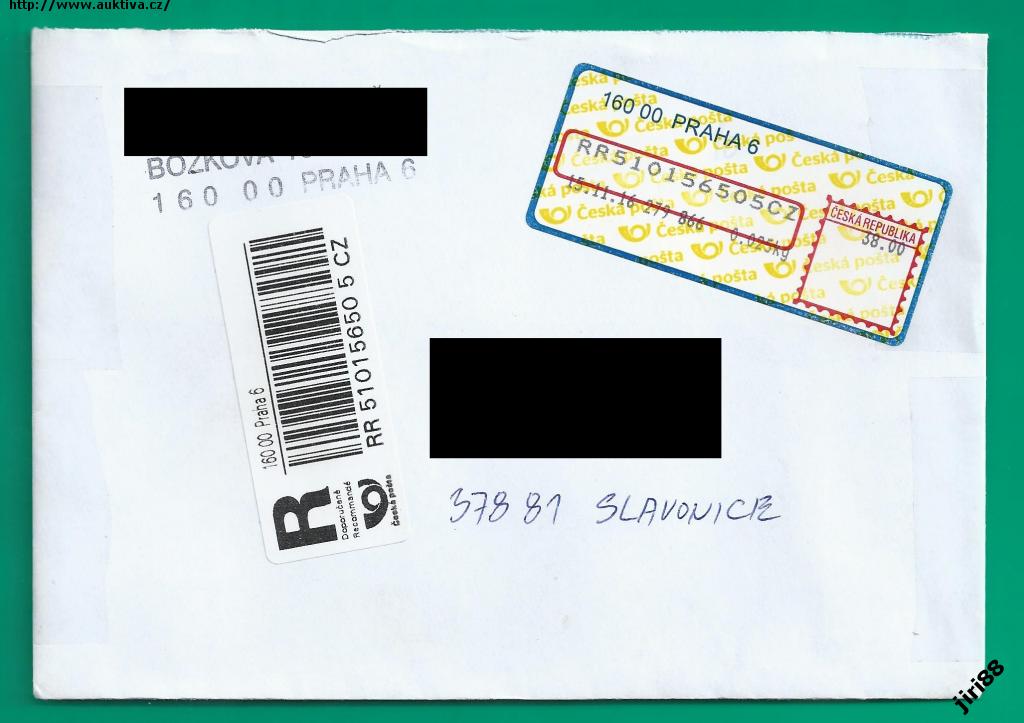 http://www.auktiva.cz/
BOZKOVA
160 00 PRAHA 6
160 00 PRAHA 6
RR510156505CZ
15.11.16 279 866 0.025kg
ČESKÁ REPUBLIKA
38.00
Česká pošta
160 00 Praha 6
RR 51015650 5 CZ
R
Doporučeně
Recommandé
Česká pošta
378 81 SLAVONICE
jiri88